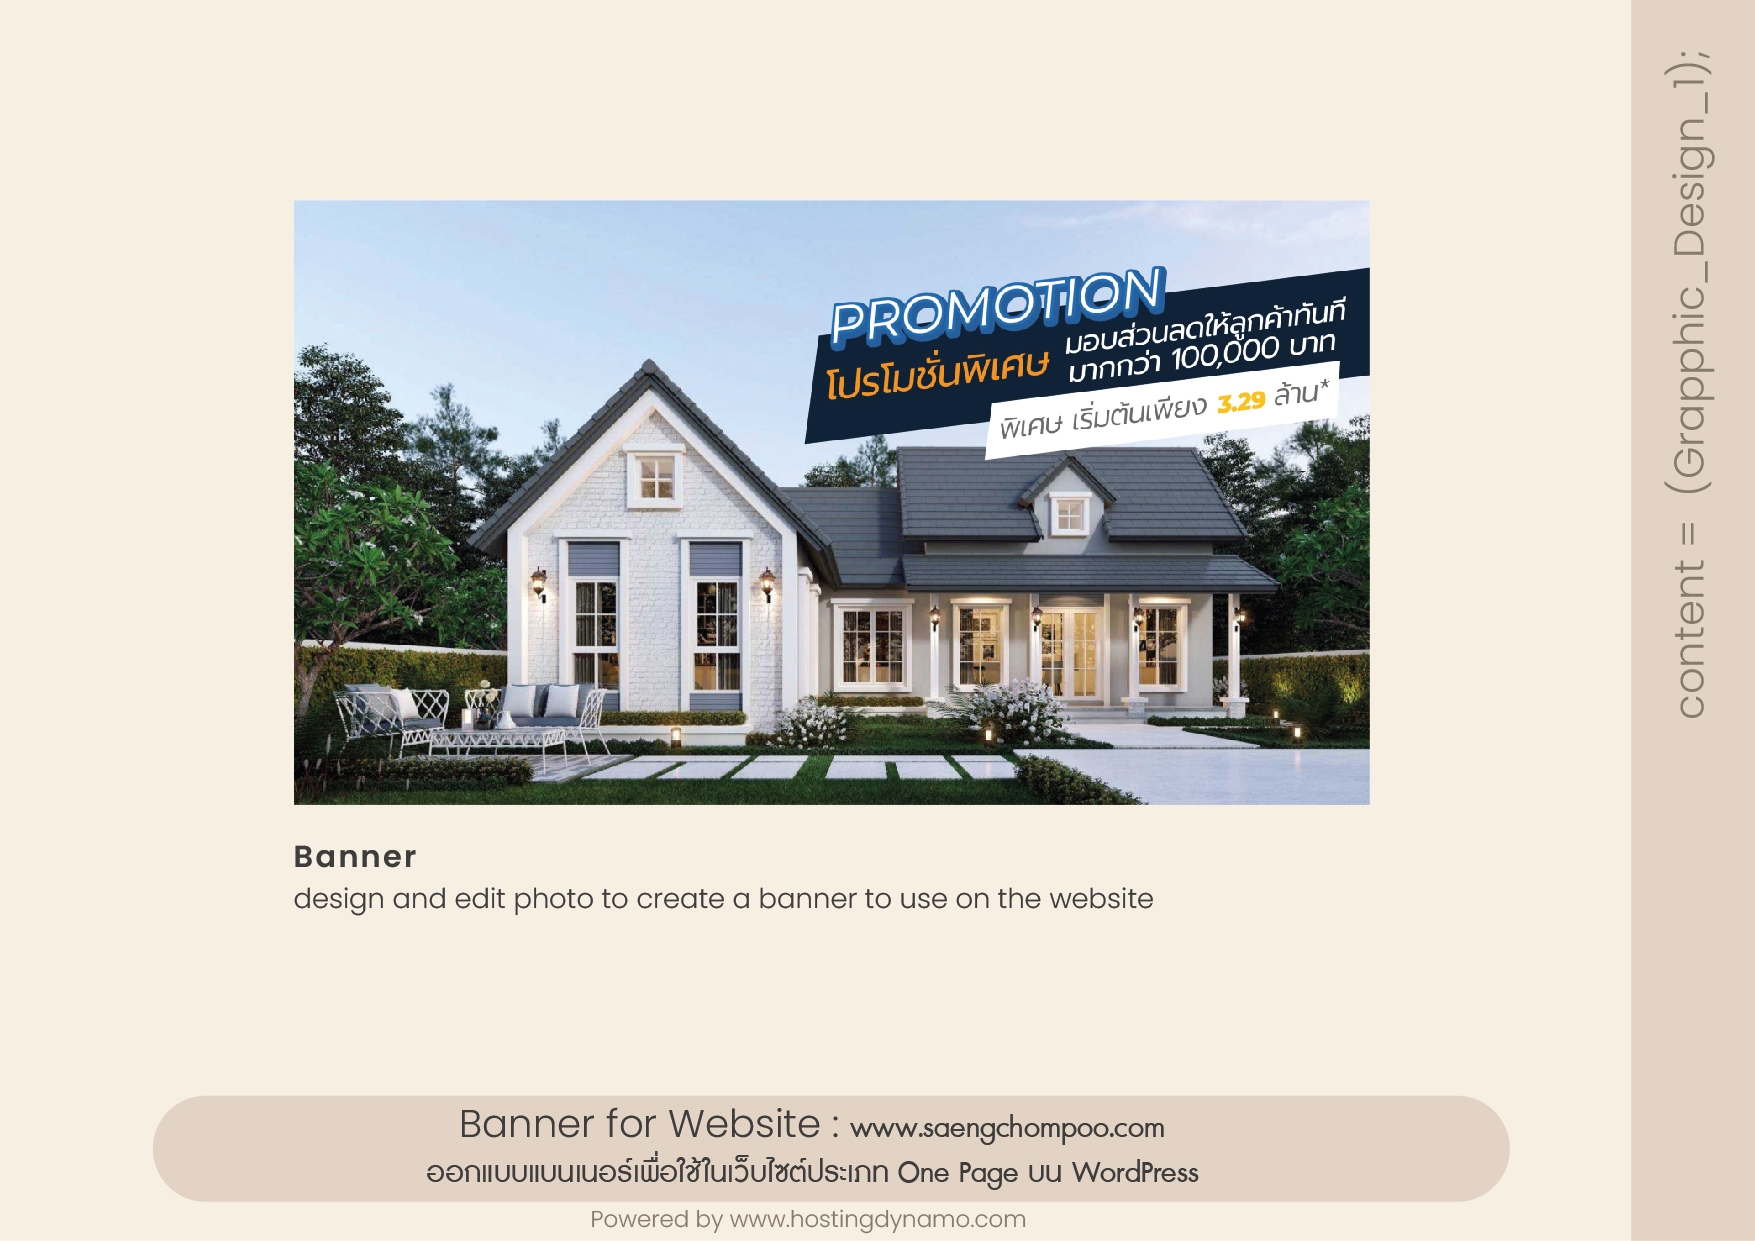 PROMOTION
โปรโมชั่นพิเศษ
มอบส่วนลดให้ลูกค้าทันที
มากกว่า 100,000 บาท
พิเศษ เริ่มต้นเพียง 3.29 ล้าน*
Banner
design and edit photo to create a banner to use on the website
Banner for Website : www.saengchompoo.com
ออกแบบแบนเนอร์เพื่อใช้ในเว็บไซต์ประเภท One Page บน WordPress
Powered by www.hostingdynamo.com
content = (Grapphic_Design_1);